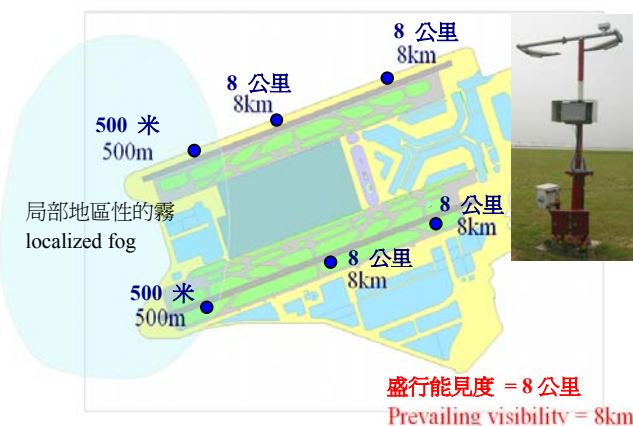 8 公里
8km
8 公里
8km
500 米
500m
局部地區性的霧
localized fog
8 公里
8km
8 公里
8km
500 米
500m
盛行能見度 = 8 公里
Prevailing visibility = 8km